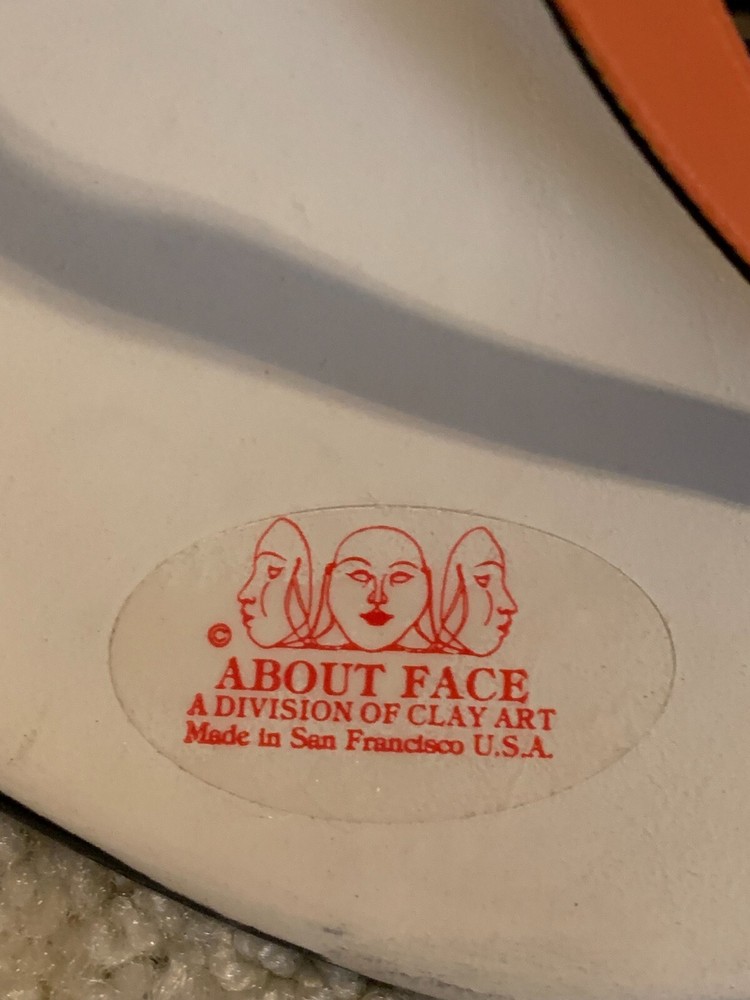 ©
ABOUT FACE
A DIVISION OF CLAY ART
Made in San Francisco U.S.A.